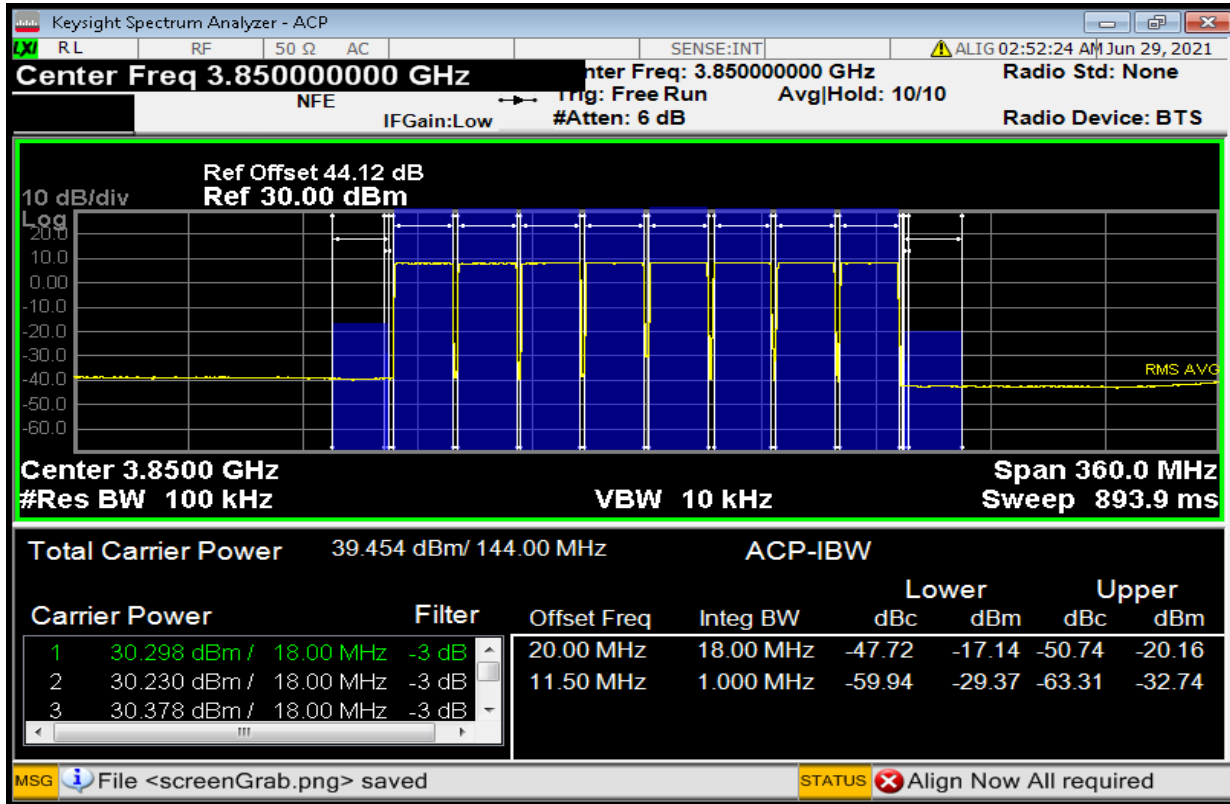 Keysight Spectrum Analyzer - ACP
LXI RL RF 50 Ω AC SENSE:INT ALIG 02:52:24 AM Jun 29, 2021
Center Freq 3.850000000 GHz
nter Freq: 3.850000000 GHz Radio Std: None
NFE Trig: Free Run Avg|Hold: 10/10
IFGain:Low #Atten: 6 dB Radio Device: BTS
Ref Offset 44.12 dB
10 dB/div Ref 30.00 dBm
Log
20.0
10.0
0.00
-10.0
-20.0
-30.0
-40.0 RMS AVG
-50.0
-60.0
Center 3.8500 GHz Span 360.0 MHz
#Res BW 100 kHz VBW 10 kHz Sweep 893.9 ms
Total Carrier Power 39.454 dBm/ 144.00 MHz ACP-IBW
Lower Upper
Carrier Power Filter Offset Freq Integ BW dBc dBm dBc dBm
1 30.298 dBm / 18.00 MHz -3 dB 20.00 MHz 18.00 MHz -47.72 -17.14 -50.74 -20.16
2 30.230 dBm / 18.00 MHz -3 dB 11.50 MHz 1.000 MHz -59.94 -29.37 -63.31 -32.74
3 30.378 dBm / 18.00 MHz -3 dB
MSG File <screenGrab.png> saved STATUS Align Now All required